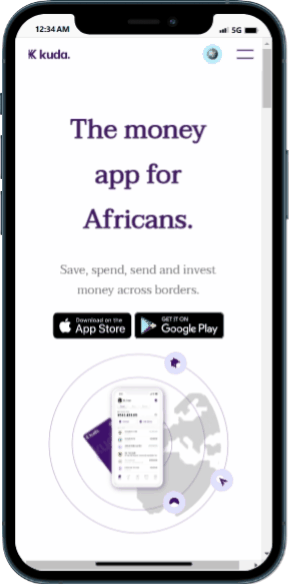 12:34 AM
5G
kuda.
The money
app for
Africans.
Save, spend, send and invest
money across borders.
Download on the
App Store
GET IT ON
Google Play
kuda.